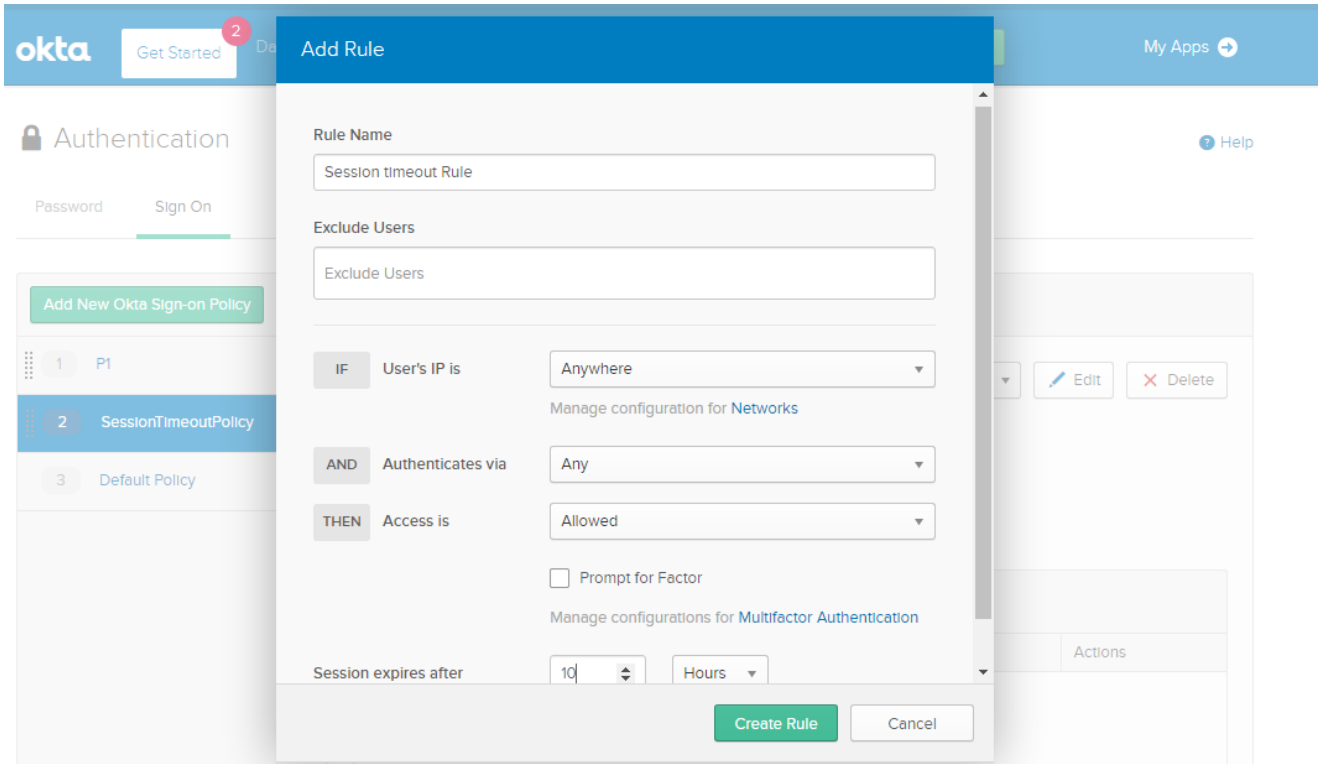 okta
Get Started
2
Da
Add Rule
My Apps
Authentication
Help
Password
Sign On
Rule Name
Session timeout Rule
Exclude Users
Exclude Users
Add New Okta Sign-on Policy
1 P1
2 SessionTimeoutPolicy
3 Default Policy
IF User's IP is Anywhere
Manage configuration for Networks
Edit
Delete
AND Authenticates via Any
THEN Access is Allowed
Prompt for Factor
Manage configurations for Multifactor Authentication
Actions
Session expires after 10 Hours
Create Rule
Cancel